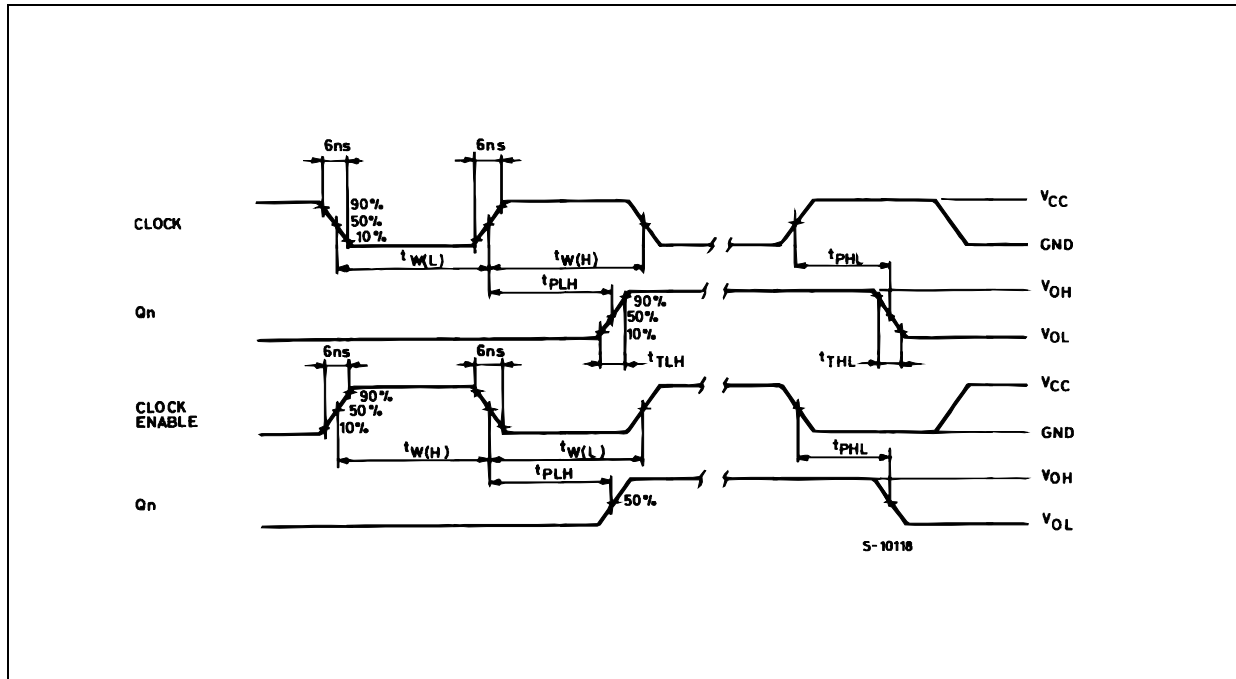 6ns 6ns
CLOCK
90%
50%
10%
VCC
GND
tW(L) tW(H) tPHL
tPLH
Qn
90%
50%
10%
VOH
VOL
tTLH tTHL
6ns 6ns
CLOCK
ENABLE
90%
50%
10%
VCC
GND
tW(H) tW(L) tPHL
tPLH
Qn
50%
VOH
VOL
S-10118